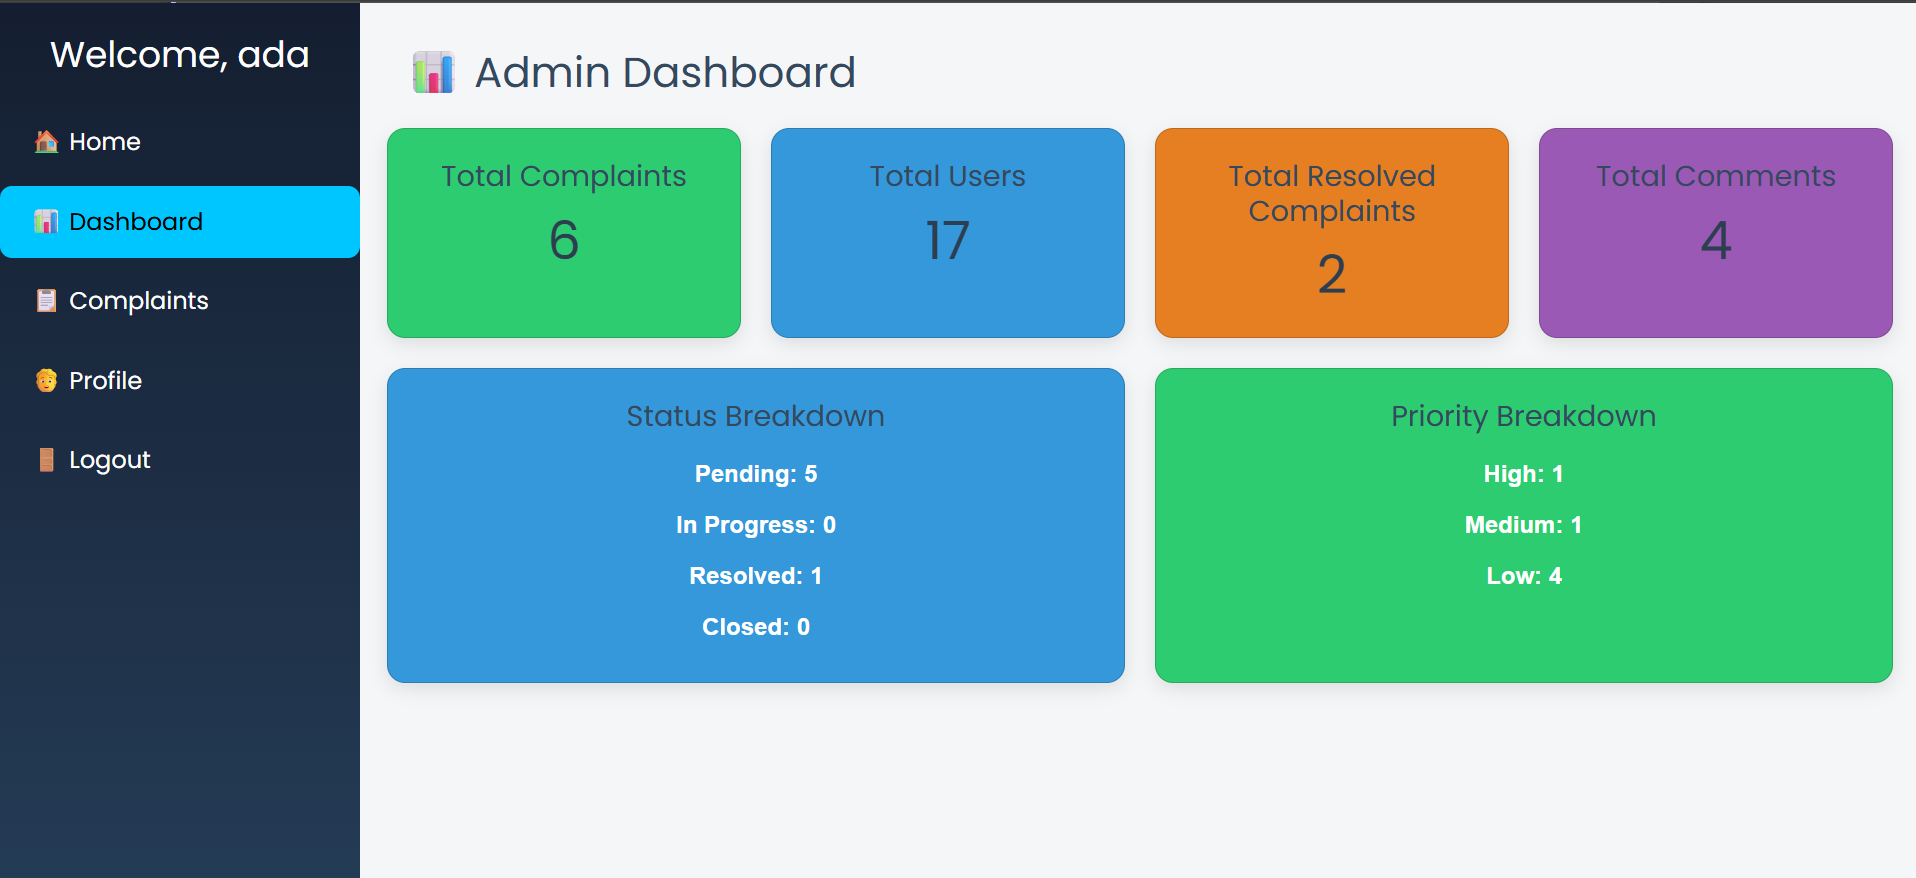 Welcome, ada
Home
Dashboard
Complaints
Profile
Logout
Admin Dashboard
Total Complaints
6
Total Users
17
Total Resolved
Complaints
2
Total Comments
4
Status Breakdown
Pending: 5
In Progress: 0
Resolved: 1
Closed: 0
Priority Breakdown
High: 1
Medium: 1
Low: 4